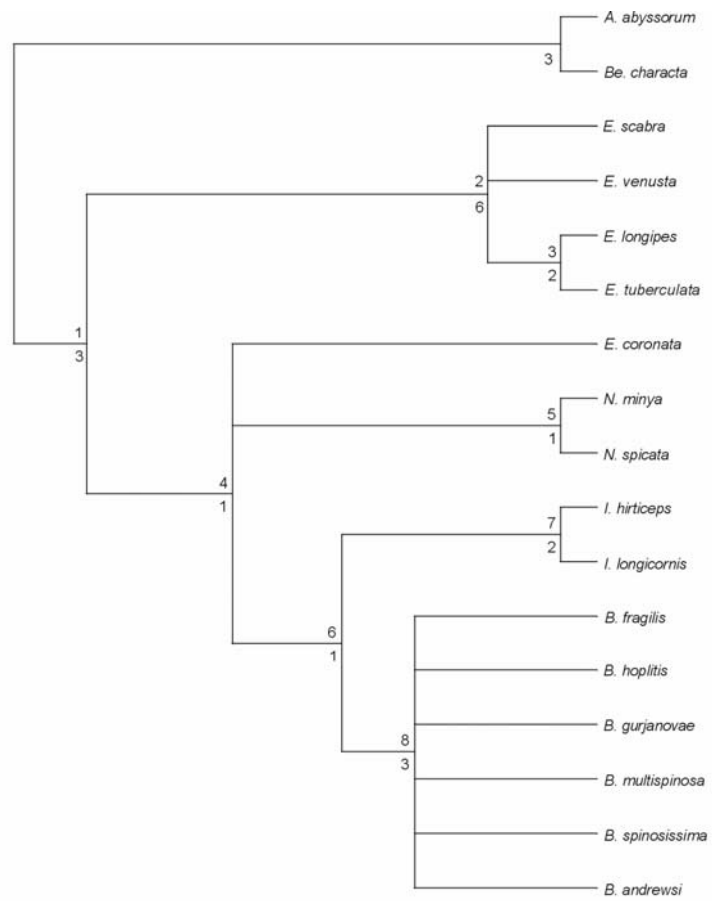 A. abyssorum
3
Be. characta
E. scabra
2
E. venusta
6
E. longipes
3
2
E. tuberculata
1
E. coronata
3
N. minya
5
1
N. spicata
4
1
I. hirticeps
7
2
I. longicornis
B. fragilis
6
1
B. hoplitis
B. gurjanovae
8
3
B. multispinosa
B. spinosissima
B. andrewsi